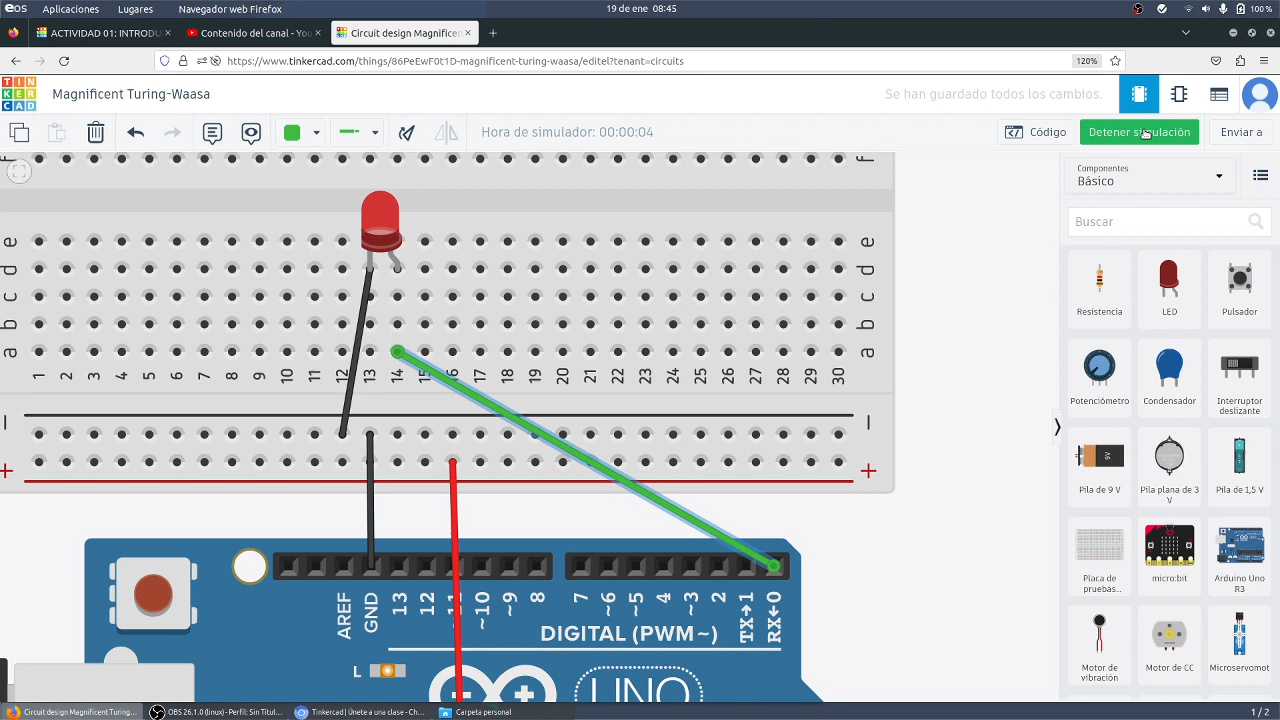 eos Aplicaciones Lugares Navegador web Firefox 19 de ene 08:45 100 %
ACTIVIDAD 01: INTRODU × Contenido del canal - You × Circuit design Magnificen × +
https://www.tinkercad.com/things/86PeEwF0t1D-magnificent-turing-waasa/editel?tenant=circuits 120%
TIN
KER
CAD
Magnificent Turing-Waasa Se han guardado todos los cambios.
Hora de simulador: 00:00:04 Código Detener simulación Enviar a
Componentes
Básico
Buscar
Resistencia LED Pulsador
Potenciómetro Condensador Interruptor
deslizante
Pila de 9 V Pila plana de 3
V Pila de 1,5 V
Placa de
pruebas... micro:bit Arduino Uno
R3
Motor de
vibración Motor de CC Microservomot
f f
e e
d d
c c
b b
a a
1 2 3 4 5 6 7 8 9 10 11 12 13 14 15 16 17 18 19 20 21 22 23 24 25 26 27 28 29 30
− −
+ +
AREF GND 13 12 ~11 ~10 ~9 8 7 ~6 ~5 4 ~3 2 TX→1 RX←0
DIGITAL (PWM~)
L
UNO
Circuit design Magnificent Turing... OBS 26.1.0 (linux) - Perfil: Sin Titul... Tinkercad | Únete a una clase - Ch... Carpeta personal 1 / 2